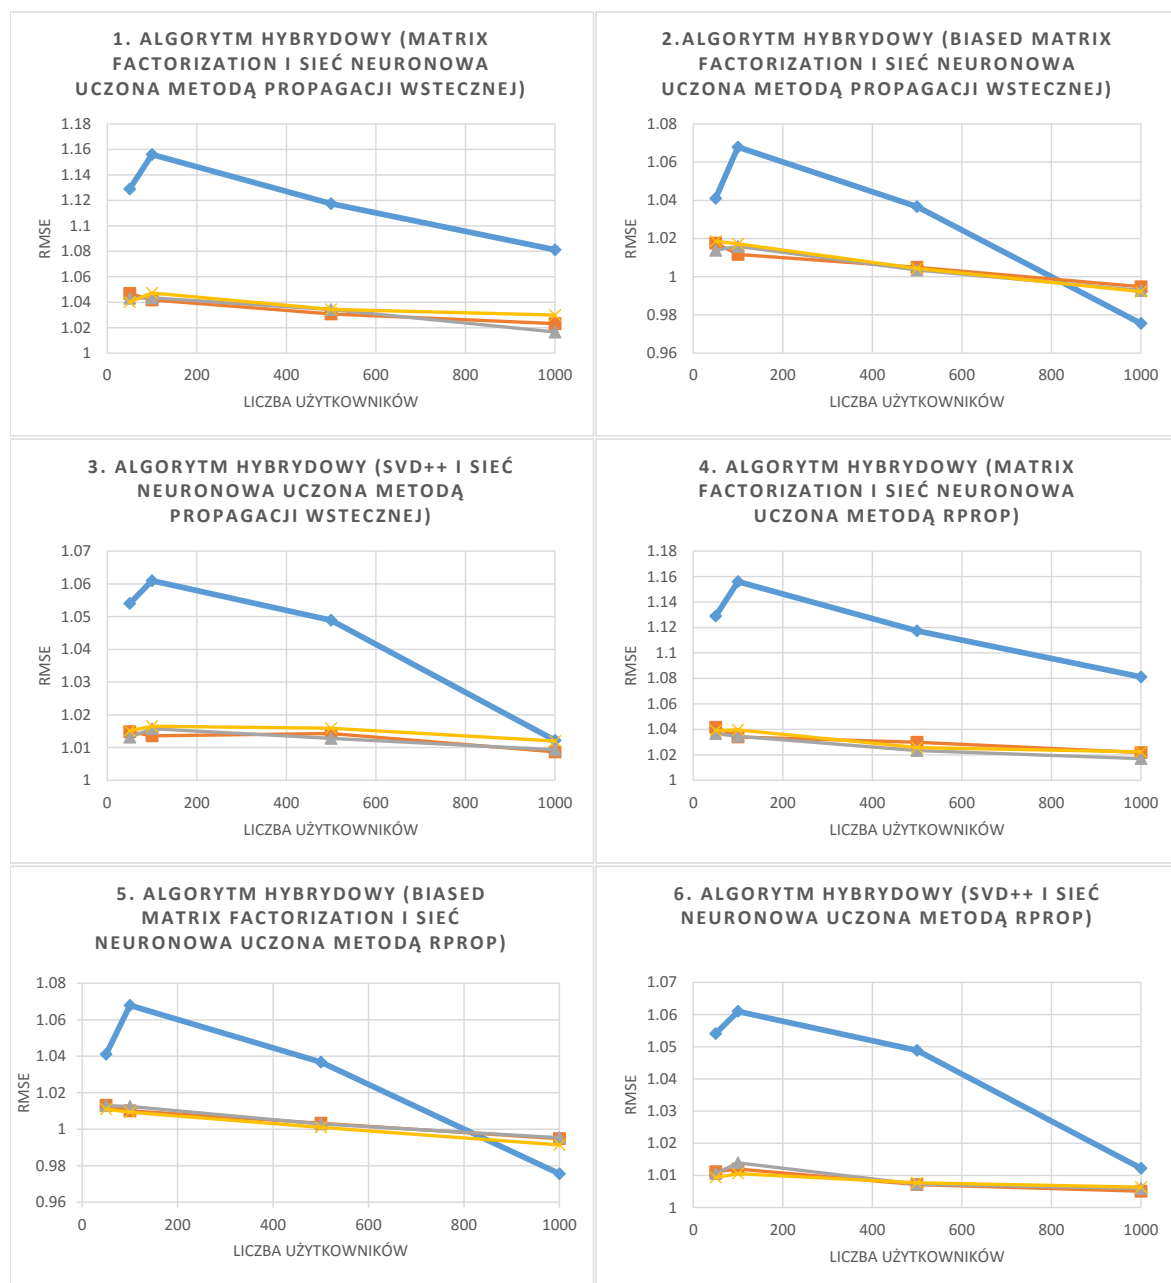 1. ALGORYTM HYBRYDOWY (MATRIX
FACTORIZATION I SIEĆ NEURONOWA
UCZONA METODĄ PROPAGACJI WSTECZNEJ)
1.18
1.16
1.14
1.12
1.1
1.08
1.06
1.04
1.02
1
RMSE
0 200 400 600 800 1000
LICZBA UŻYTKOWNIKÓW
2.ALGORYTM HYBRYDOWY (BIASED MATRIX
FACTORIZATION I SIEĆ NEURONOWA
UCZONA METODĄ PROPAGACJI WSTECZNEJ)
1.08
1.06
1.04
1.02
1
0.98
0.96
RMSE
0 200 400 600 800 1000
LICZBA UŻYTKOWNIKÓW
3. ALGORYTM HYBRYDOWY (SVD++ I SIEĆ
NEURONOWA UCZONA METODĄ
PROPAGACJI WSTECZNEJ)
1.07
1.06
1.05
1.04
1.03
1.02
1.01
1
RMSE
0 200 400 600 800 1000
LICZBA UŻYTKOWNIKÓW
4. ALGORYTM HYBRYDOWY (MATRIX
FACTORIZATION I SIEĆ NEURONOWA
UCZONA METODĄ RPROP)
1.18
1.16
1.14
1.12
1.1
1.08
1.06
1.04
1.02
1
RMSE
0 200 400 600 800 1000
LICZBA UŻYTKOWNIKÓW
5. ALGORYTM HYBRYDOWY (BIASED
MATRIX FACTORIZATION I SIEĆ
NEURONOWA UCZONA METODĄ RPROP)
1.08
1.06
1.04
1.02
1
0.98
0.96
RMSE
0 200 400 600 800 1000
LICZBA UŻYTKOWNIKÓW
6. ALGORYTM HYBRYDOWY (SVD++ I SIEĆ
NEURONOWA UCZONA METODĄ RPROP)
1.07
1.06
1.05
1.04
1.03
1.02
1.01
1
RMSE
0 200 400 600 800 1000
LICZBA UŻYTKOWNIKÓW